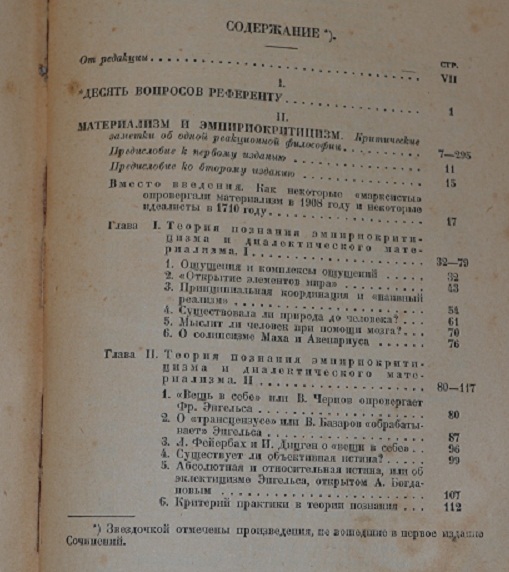 СОДЕРЖАНИЕ *).
СТР.
От редакции VII
I.
*ДЕСЯТЬ ВОПРОСОВ РЕФЕРЕНТУ 1
II.
МАТЕРИАЛИЗМ И ЭМПИРИОКРИТИЦИЗМ. Критические
заметки об одной реакционной философии 7—295
Предисловие к первому изданию 11
Предисловие ко второму изданию 15
Вместо введения. Как некоторые «марксисты»
опровергали материализм в 1908 году и некоторые
идеалисты в 1710 году 17
Глава I. Теория познания эмпириокрити-
цизма и диалектического мате-
риализма. I 32—79
1. Ощущения и комплексы ощущений 32
2. «Открытие элементов мира» 43
3. Принципиальная координация и «наивный
реализм» 54
4. Существовала ли природа до человека? 61
5. Мыслит ли человек при помощи мозга? 70
6. О солипсизме Маха и Авенариуса 76
Глава II. Теория познания эмпириокрити-
цизма и диалектического мате-
риализма. II 80—117
1. «Вещь в себе» или В. Чернов опровергает
Фр. Энгельса 80
2. О «трансцензусе» или В. Базаров «обрабаты-
вает» Энгельса 87
3. Л. Фейербах и И. Дицген о «вещи в себе» 96
4. Существует ли объективная истина? 99
5. Абсолютная и относительная истина, или об
эклектицизме Энгельса, открытом А. Богда-
новым 107
6. Критерий практики в теории познания 112
*) Звездочкой отмечены произведения, не вошедшие в первое издание
Сочинений.